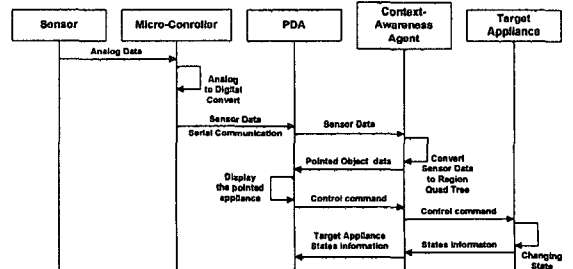 Sensor
Micro-Conroller
PDA
Context-
Awareness
Agent
Target
Appliance
Analog Data
Analog
to Digital
Convert
Sensor Data
Serial Communication
Sensor Data
Convert
Sensor Data
to Region
Quad Tree
Pointed Object data
Display
the pointed
appliance
Control command
Control command
Target Appliance
States Information
States Informaton
Changing
State